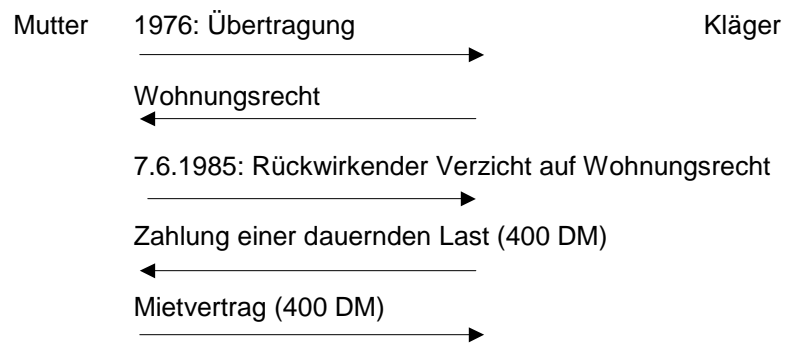 Mutter 1976: Übertragung Kläger
Wohnungsrecht
7.6.1985: Rückwirkender Verzicht auf Wohnungsrecht
Zahlung einer dauernden Last (400 DM)
Mietvertrag (400 DM)